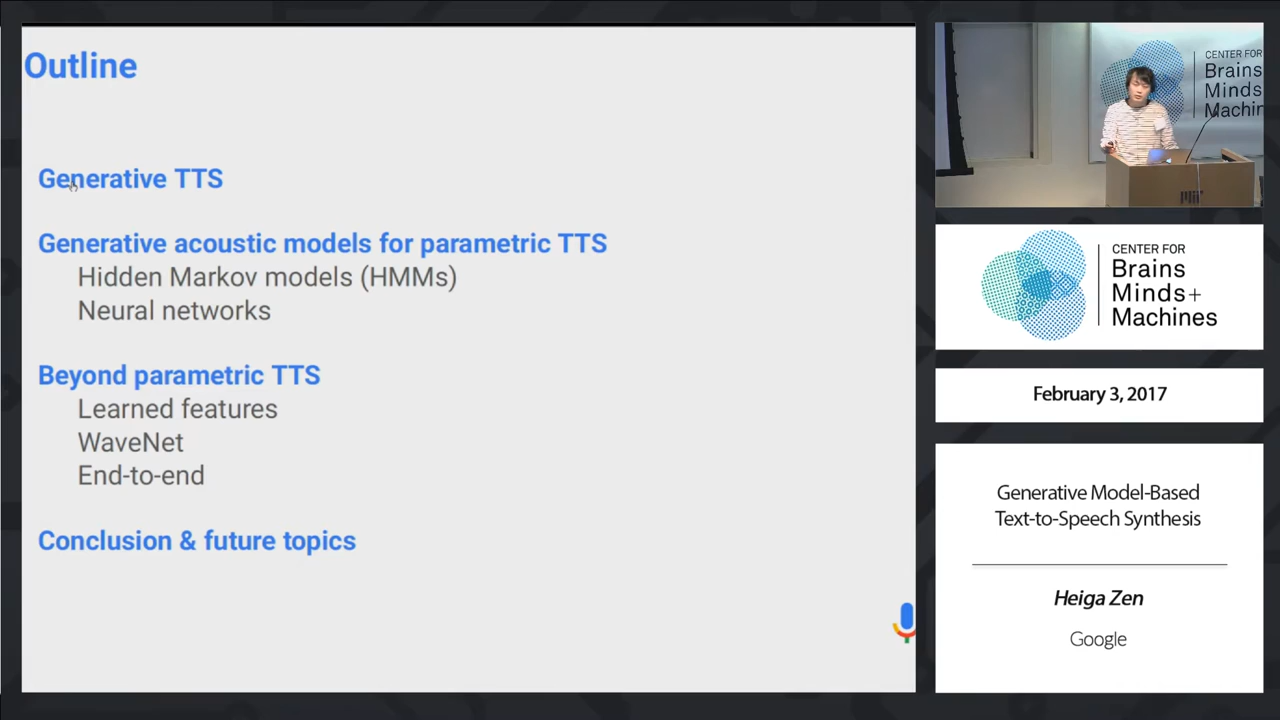 Outline
Generative TTS
Generative acoustic models for parametric TTS
Hidden Markov models (HMMs)
Neural networks
Beyond parametric TTS
Learned features
WaveNet
End-to-end
Conclusion & future topics
CENTER FOR
Brains
Minds
Machin
MIT
CENTER FOR
Brains
Minds+
Machines
February 3, 2017
Generative Model-Based
Text-to-Speech Synthesis
Heiga Zen
Google